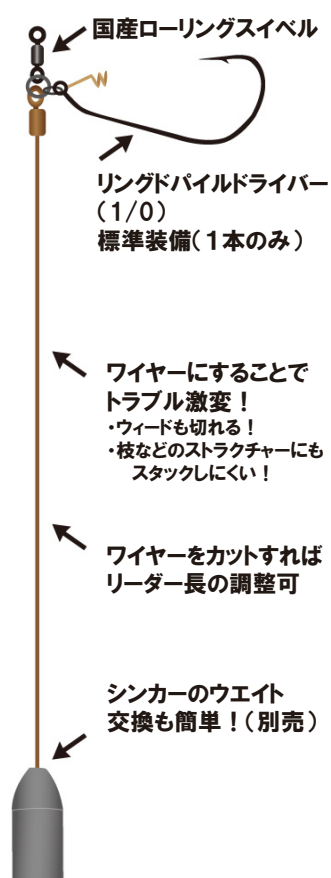 国産ローリングスイベル
リングドパイルドライバー
（1/0）
標準装備（1本のみ）
ワイヤーにすることで
トラブル激変！
・ウィードも切れる！
・枝などのストラクチャーにも
スタックしにくい！
ワイヤーをカットすれば
リーダー長の調整可
シンカーのウエイト
交換も簡単！（別売）